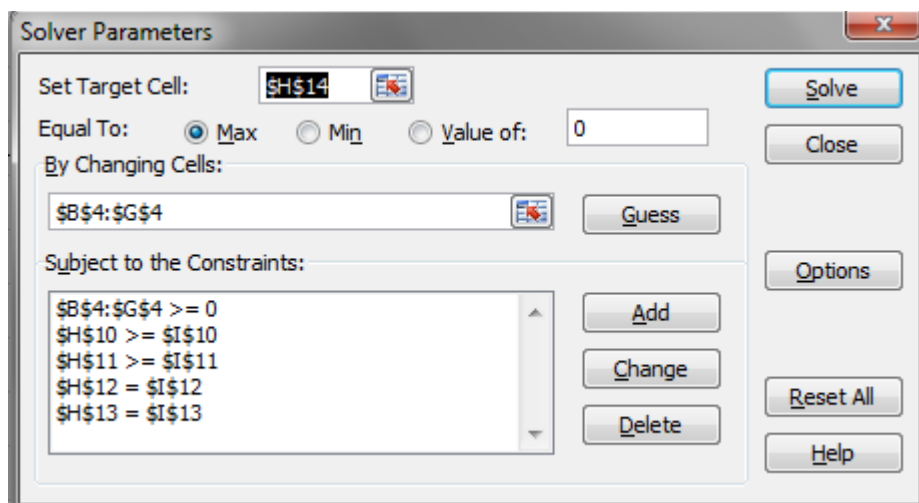 Solver Parameters
Set Target Cell: $H$14
Solve
Equal To: Max Min Value of: 0
Close
By Changing Cells:
$B$4:$G$4
Guess
Subject to the Constraints:
Options
$B$4:$G$4 >= 0
$H$10 >= $I$10
$H$11 >= $I$11
$H$12 = $I$12
$H$13 = $I$13
Add
Change
Delete
Reset All
Help